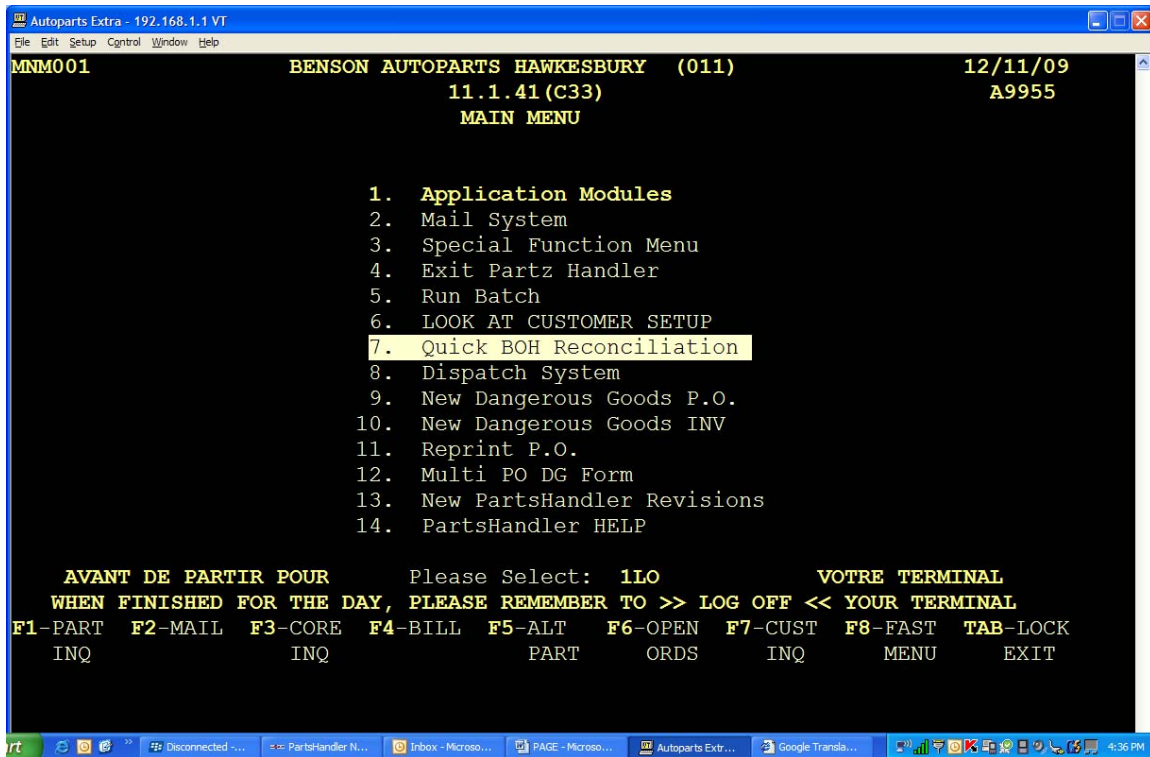 Autoparts Extra - 192.168.1.1 VT
File Edit Setup Control Window Help
MNM001 BENSON AUTOPARTS HAWKESBURY (011) 12/11/09
11.1.41(C33) A9955
MAIN MENU
1. Application Modules
2. Mail System
3. Special Function Menu
4. Exit Partz Handler
5. Run Batch
6. LOOK AT CUSTOMER SETUP
7. Quick BOH Reconciliation
8. Dispatch System
9. New Dangerous Goods P.O.
10. New Dangerous Goods INV
11. Reprint P.O.
12. Multi PO DG Form
13. New PartsHandler Revisions
14. PartsHandler HELP
AVANT DE PARTIR POUR Please Select: 1LO VOTRE TERMINAL
WHEN FINISHED FOR THE DAY, PLEASE REMEMBER TO >> LOG OFF << YOUR TERMINAL
F1-PART F2-MAIL F3-CORE F4-BILL F5-ALT F6-OPEN F7-CUST F8-FAST TAB-LOCK
INQ INQ PART ORDS INQ MENU EXIT
art Disconnected -... PartsHandler N... Inbox - Microso... PAGE - Microso... Autoparts Extr... Google Transla... 4:36 PM